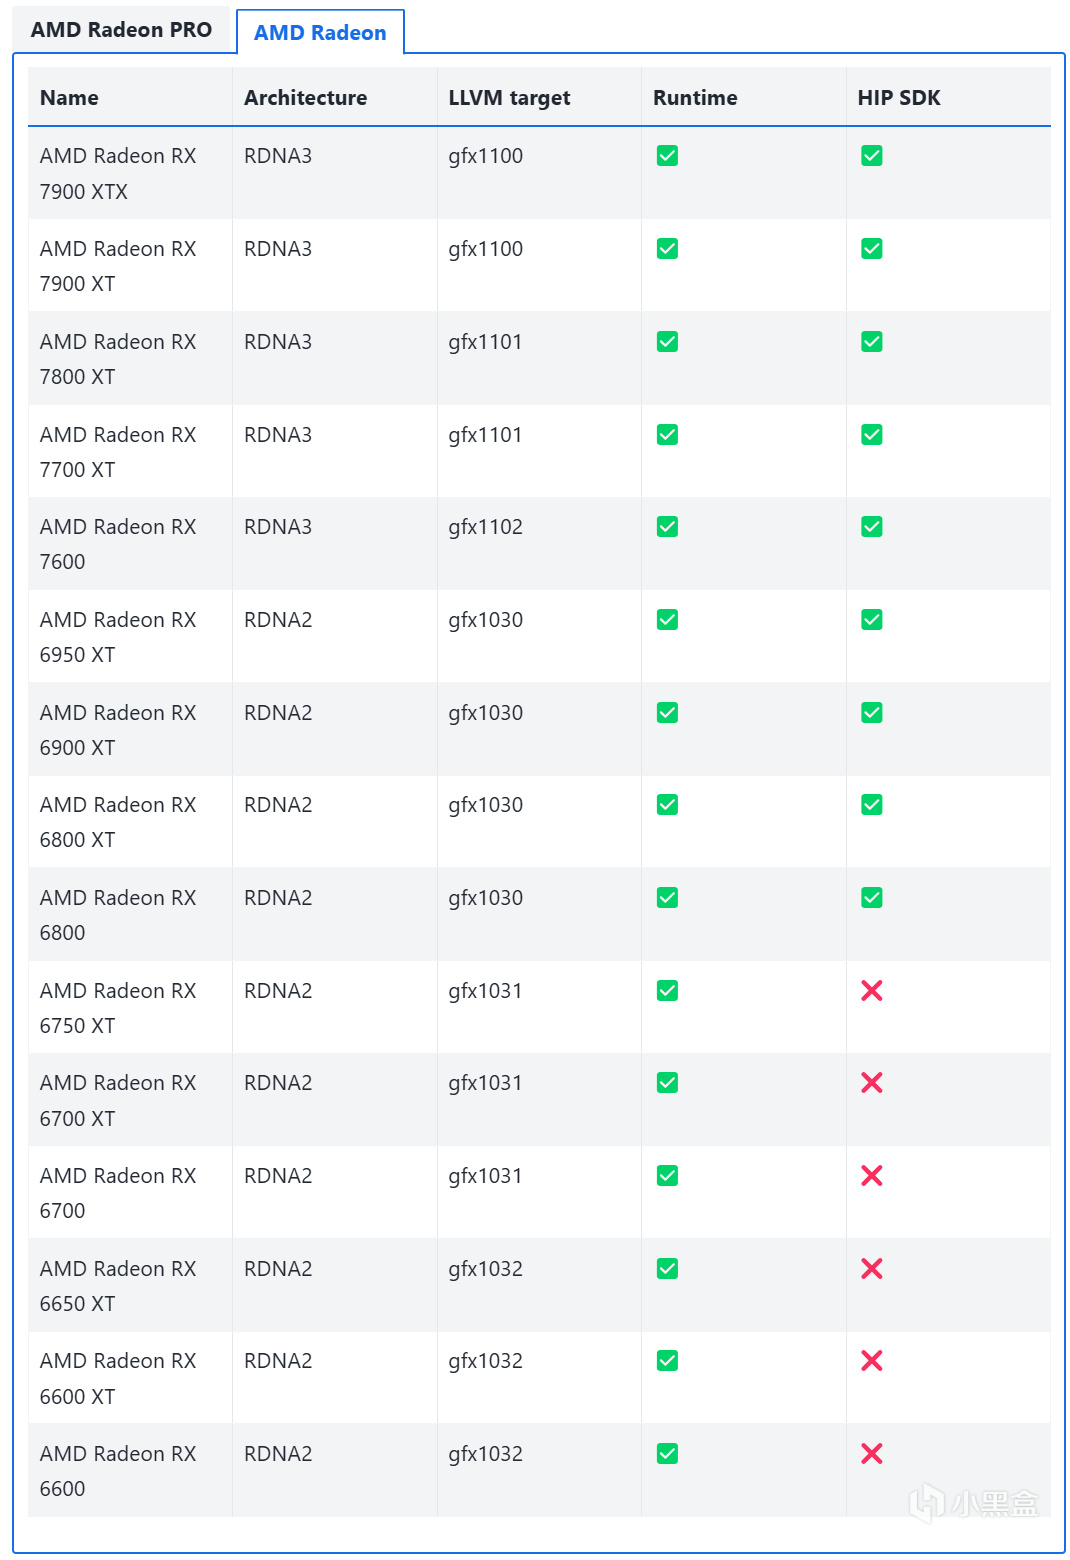 AMD Radeon PRO AMD Radeon
Name Architecture LLVM target Runtime HIP SDK
AMD Radeon RX RDNA3 gfx1100 ✅ ✅
7900 XTX
AMD Radeon RX RDNA3 gfx1100 ✅ ✅
7900 XT
AMD Radeon RX RDNA3 gfx1101 ✅ ✅
7800 XT
AMD Radeon RX RDNA3 gfx1101 ✅ ✅
7700 XT
AMD Radeon RX RDNA3 gfx1102 ✅ ✅
7600
AMD Radeon RX RDNA2 gfx1030 ✅ ✅
6950 XT
AMD Radeon RX RDNA2 gfx1030 ✅ ✅
6900 XT
AMD Radeon RX RDNA2 gfx1030 ✅ ✅
6800 XT
AMD Radeon RX RDNA2 gfx1030 ✅ ✅
6800
AMD Radeon RX RDNA2 gfx1031 ✅ ❌
6750 XT
AMD Radeon RX RDNA2 gfx1031 ✅ ❌
6700 XT
AMD Radeon RX RDNA2 gfx1031 ✅ ❌
6700
AMD Radeon RX RDNA2 gfx1032 ✅ ❌
6650 XT
AMD Radeon RX RDNA2 gfx1032 ✅ ❌
6600 XT
AMD Radeon RX RDNA2 gfx1032 ✅ ❌
6600
小黑盒